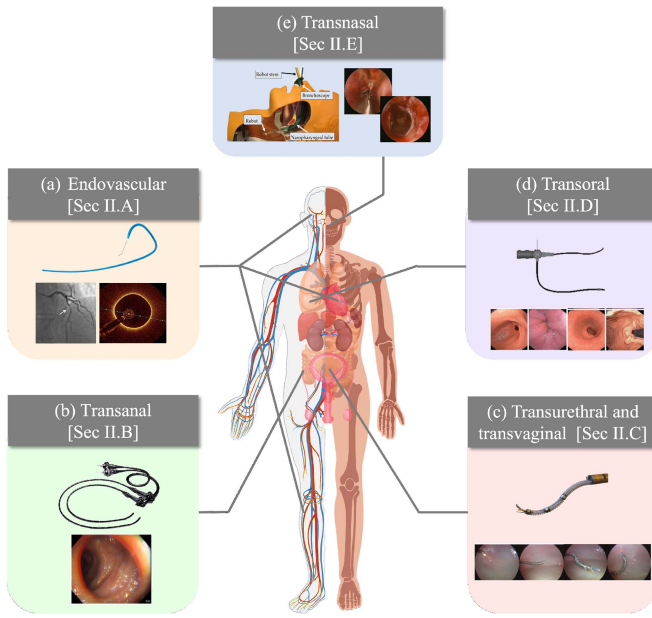 (e) Transnasal
[Sec II.E]
Robot stem
Bronchoscope
Robot
Nasopharyngeal tube
(a) Endovascular
[Sec II.A]
(d) Transoral
[Sec II.D]
(b) Transanal
[Sec II.B]
(c) Transurethral and
transvaginal [Sec II.C]